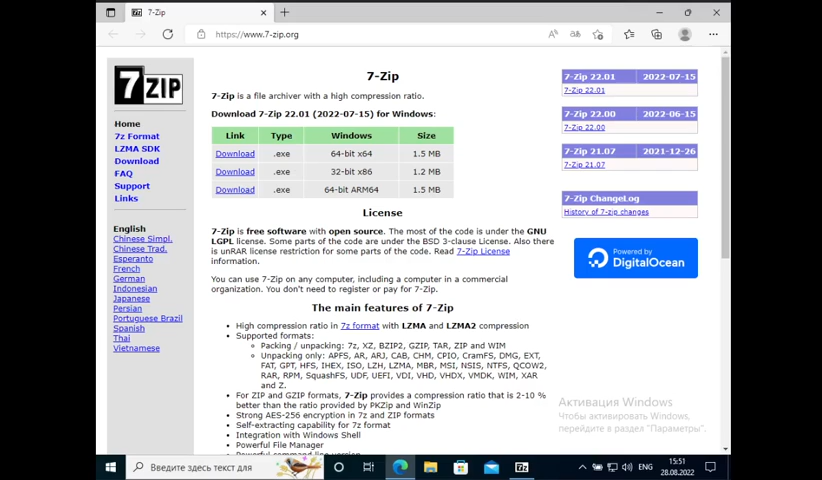 7-Zip
https://www.7-zip.org
7ZIP
Home
7z Format
LZMA SDK
Download
FAQ
Support
Links
English
Chinese Simpl.
Chinese Trad.
Esperanto
French
German
Indonesian
Japanese
Persian
Portuguese Brazil
Spanish
Thai
Vietnamese
7-Zip
7-Zip is a file archiver with a high compression ratio.
Download 7-Zip 22.01 (2022-07-15) for Windows:
Link Type Windows Size
Download .exe 64-bit x64 1.5 MB
Download .exe 32-bit x86 1.2 MB
Download .exe 64-bit ARM64 1.5 MB
License
7-Zip is free software with open source. The most of the code is under the GNU
LGPL license. Some parts of the code are under the BSD 3-clause License. Also there
is unRAR license restriction for some parts of the code. Read 7-Zip License
information.
You can use 7-Zip on any computer, including a computer in a commercial
organization. You don't need to register or pay for 7-Zip.
The main features of 7-Zip
High compression ratio in 7z format with LZMA and LZMA2 compression
Supported formats:
Packing / unpacking: 7z, XZ, BZIP2, GZIP, TAR, ZIP and WIM
Unpacking only: APFS, AR, ARJ, CAB, CHM, CPIO, CramFS, DMG, EXT,
FAT, GPT, HFS, IHEX, ISO, LZH, LZMA, MBR, MSI, NSIS, NTFS, QCOW2,
RAR, RPM, SquashFS, UDF, UEFI, VDI, VHD, VHDX, VMDK, WIM, XAR
and Z.
For ZIP and GZIP formats, 7-Zip provides a compression ratio that is 2-10 %
better than the ratio provided by PKZip and WinZip
Strong AES-256 encryption in 7z and ZIP formats
Self-extracting capability for 7z format
Integration with Windows Shell
Powerful File Manager
Powerful command line version
7-Zip 22.01 2022-07-15
7-Zip 22.01
7-Zip 22.00 2022-06-15
7-Zip 22.00
7-Zip 21.07 2021-12-26
7-Zip 21.07
7-Zip ChangeLog
History of 7-zip changes
Powered by
DigitalOcean
Активация Windows
Чтобы активировать Windows,
перейдите в раздел "Параметры".
Введите здесь текст для
7z
ENG
15:51
28.08.2022